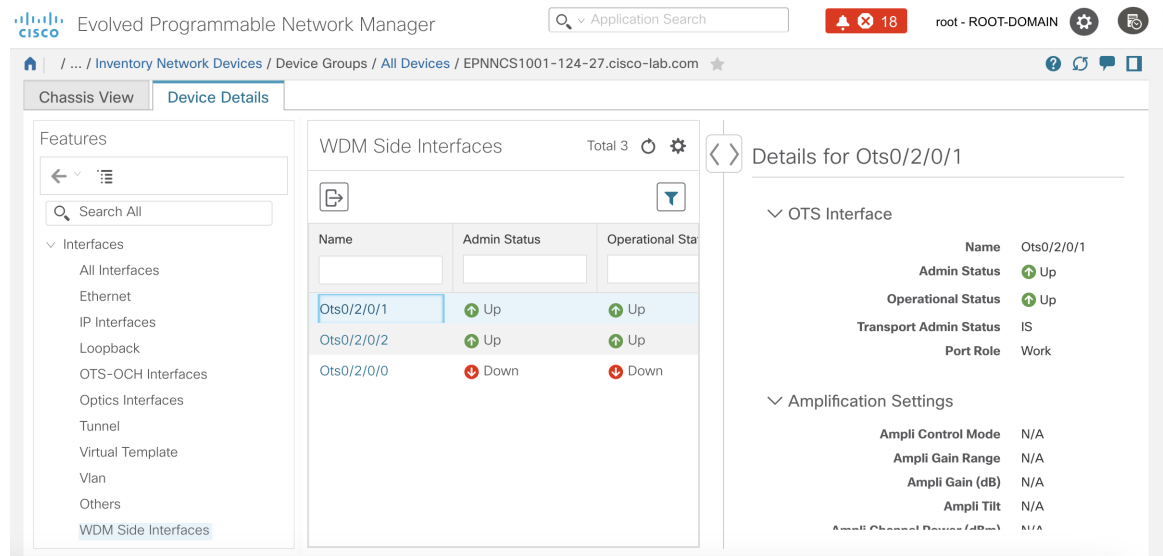 cisco Evolved Programmable Network Manager
Application Search
18
root - ROOT-DOMAIN
/ ... / Inventory Network Devices / Device Groups / All Devices / EPNNCS1001-124-27.cisco-lab.com
Chassis View
Device Details
Features
Search All
Interfaces
All Interfaces
Ethernet
IP Interfaces
Loopback
OTS-OCH Interfaces
Optics Interfaces
Tunnel
Virtual Template
Vlan
Others
WDM Side Interfaces
WDM Side Interfaces
Total 3
Name Admin Status Operational Sta
Ots0/2/0/1 Up Up
Ots0/2/0/2 Up Up
Ots0/2/0/0 Down Down
Details for Ots0/2/0/1
OTS Interface
Name Ots0/2/0/1
Admin Status Up
Operational Status Up
Transport Admin Status IS
Port Role Work
Amplification Settings
Ampli Control Mode N/A
Ampli Gain Range N/A
Ampli Gain (dB) N/A
Ampli Tilt N/A
Ampli Channel Power (dBm) N/A